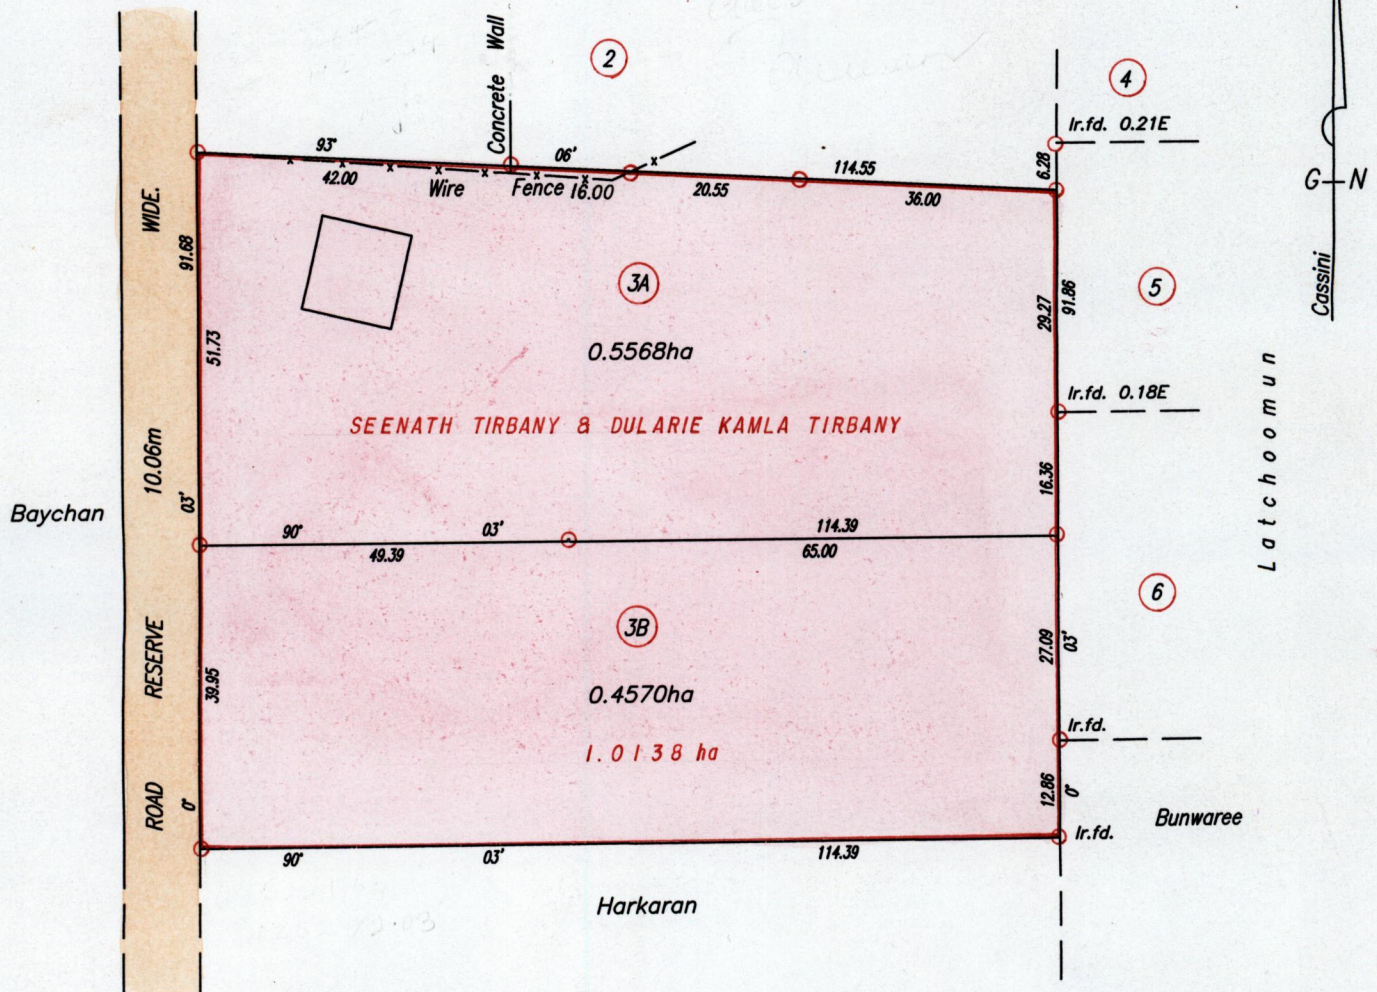 Concrete Wall
2
4
Ir.fd. 0.21E
93°
06'
114.55
6.28
42.00
Wire Fence
16.00
20.55
36.00
G N
Cassini
WIDE.
91.68
3A
29.27
91.86
5
51.73
0.5568ha
Ir.fd. 0.18E
SEENATH TIRBANY & DULARIE KAMLA TIRBANY
Latchoomun
10.06m
03'
16.36
Baychan
90°
03'
114.39
49.39
65.00
6
3B
RESERVE
27.09
03'
39.95
0.4570ha
Ir.fd.
1.0138 ha
ROAD
0°
12.86
0°
Bunwaree
Ir.fd.
90°
03'
114.39
Harkaran